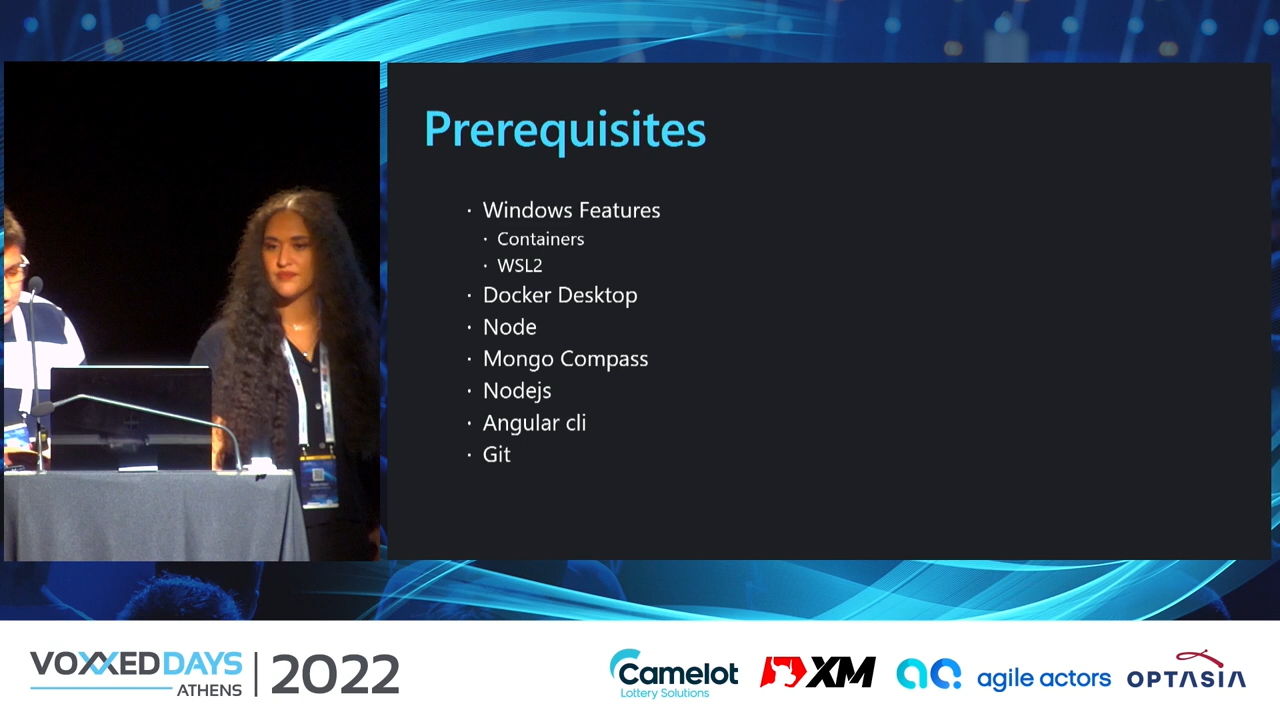 Prerequisites
· Windows Features
· Containers
· WSL2
· Docker Desktop
· Node
· Mongo Compass
· Nodejs
· Angular cli
· Git
VOXXED DAYS
ATHENS
2022
Camelot
Lottery Solutions
XM
agile actors
OPTASIA